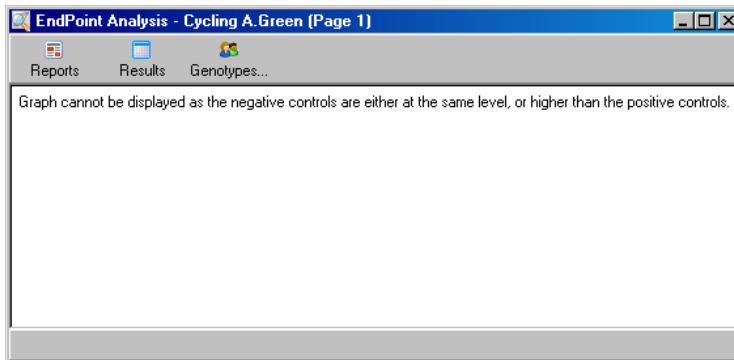 EndPoint Analysis - Cycling A.Green (Page 1)
Reports Results Genotypes...
Graph cannot be displayed as the negative controls are either at the same level, or higher than the positive controls.